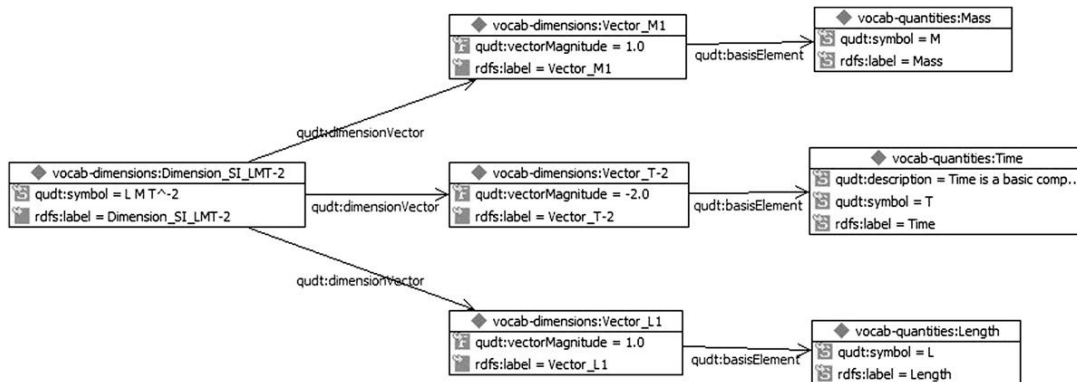 vocab-dimensions:Vector_M1
qudt:vectorMagnitude = 1.0
rdfs:label = Vector_M1
qudt:basisElement
vocab-quantities:Mass
qudt:symbol = M
rdfs:label = Mass
qudt:dimensionVector
vocab-dimensions:Dimension_SI_LMT-2
qudt:symbol = L M T^-2
rdfs:label = Dimension_SI_LMT-2
qudt:dimensionVector
vocab-dimensions:Vector_T-2
qudt:vectorMagnitude = -2.0
rdfs:label = Vector_T-2
qudt:basisElement
vocab-quantities:Time
qudt:description = Time is a basic comp..
qudt:symbol = T
rdfs:label = Time
qudt:dimensionVector
vocab-dimensions:Vector_L1
qudt:vectorMagnitude = 1.0
rdfs:label = Vector_L1
qudt:basisElement
vocab-quantities:Length
qudt:symbol = L
rdfs:label = Length